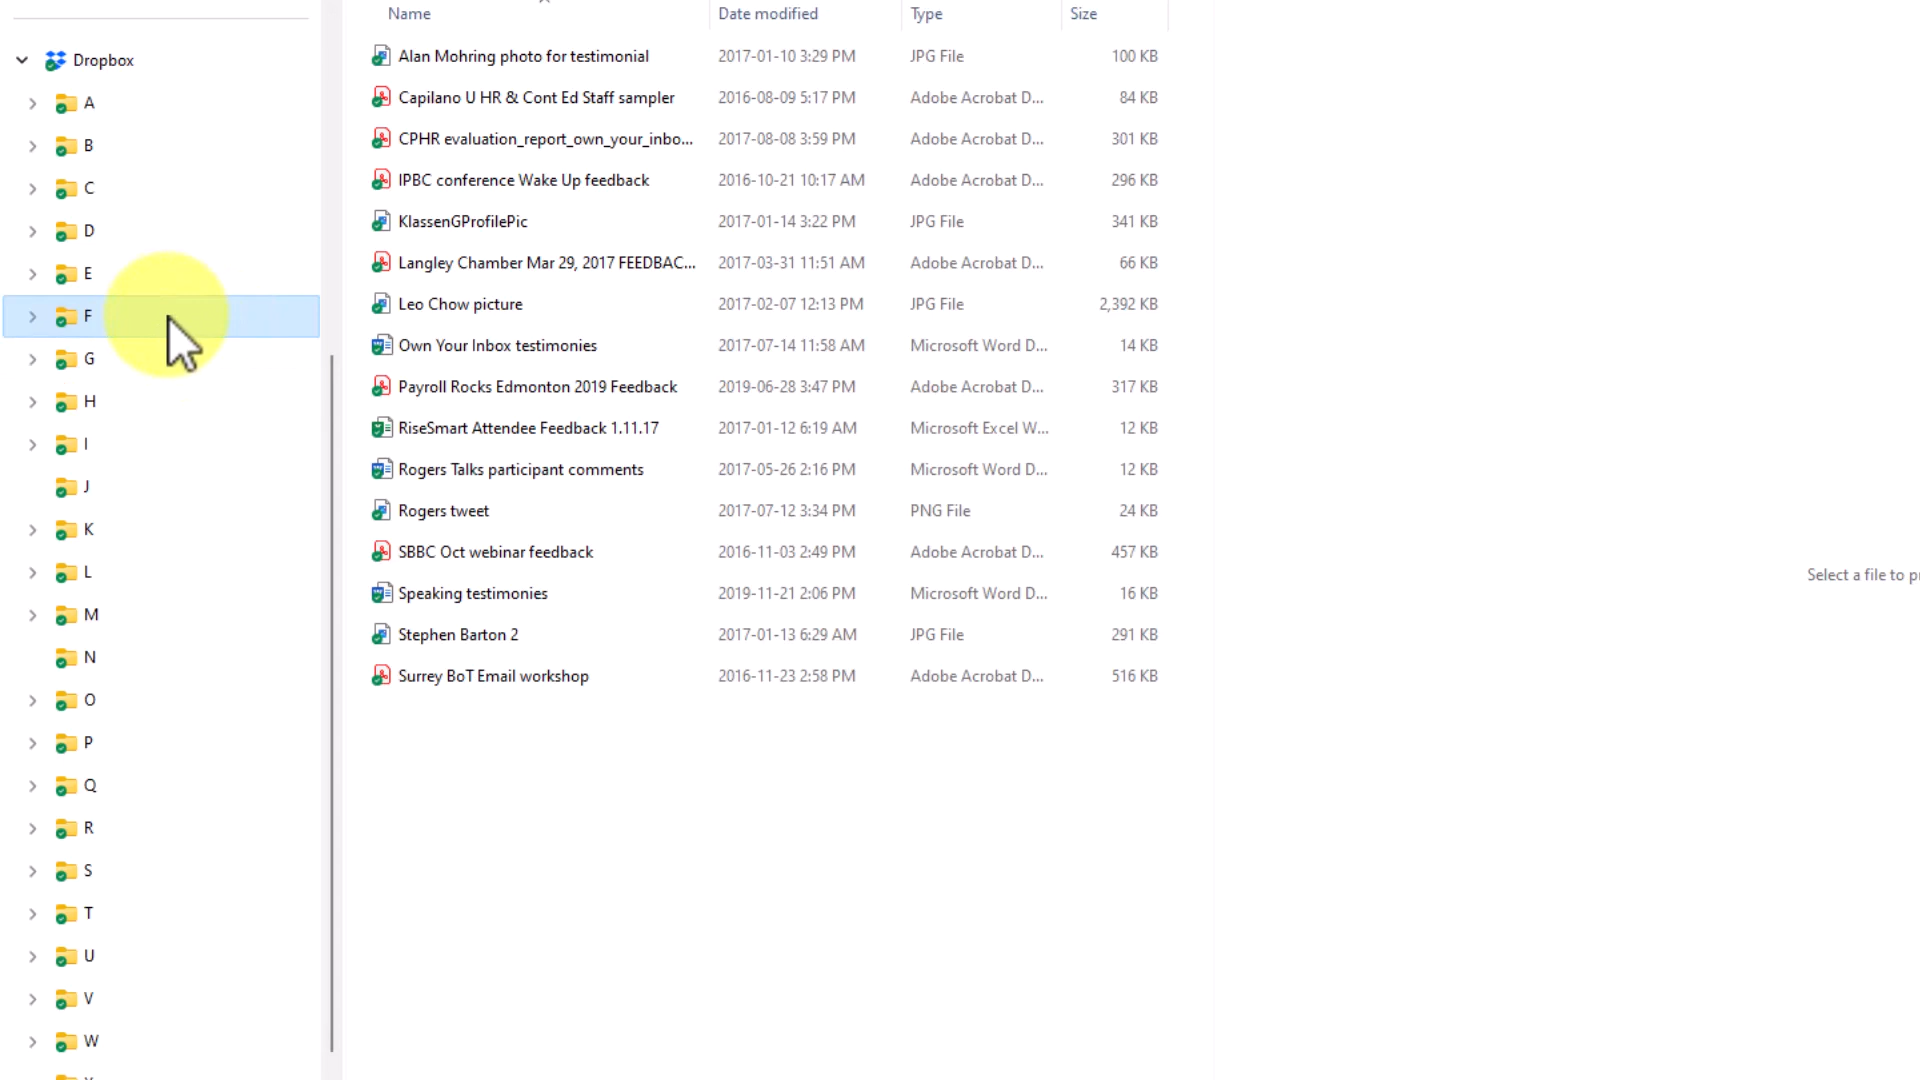 Name Date modified Type Size
Dropbox
A
B
C
D
E
F
G
H
I
J
K
L
M
N
O
P
Q
R
S
T
U
V
W
Alan Mohring photo for testimonial 2017-01-10 3:29 PM JPG File 100 KB
Capilano U HR & Cont Ed Staff sampler 2016-08-09 5:17 PM Adobe Acrobat D... 84 KB
CPHR evaluation_report_own_your_inbo... 2017-08-08 3:59 PM Adobe Acrobat D... 301 KB
IPBC conference Wake Up feedback 2016-10-21 10:17 AM Adobe Acrobat D... 296 KB
KlassenGProfilePic 2017-01-14 3:22 PM JPG File 341 KB
Langley Chamber Mar 29, 2017 FEEDBAC... 2017-03-31 11:51 AM Adobe Acrobat D... 66 KB
Leo Chow picture 2017-02-07 12:13 PM JPG File 2,392 KB
Own Your Inbox testimonies 2017-07-14 11:58 AM Microsoft Word D... 14 KB
Payroll Rocks Edmonton 2019 Feedback 2019-06-28 3:47 PM Adobe Acrobat D... 317 KB
RiseSmart Attendee Feedback 1.11.17 2017-01-12 6:19 AM Microsoft Excel W... 12 KB
Rogers Talks participant comments 2017-05-26 2:16 PM Microsoft Word D... 12 KB
Rogers tweet 2017-07-12 3:34 PM PNG File 24 KB
SBBC Oct webinar feedback 2016-11-03 2:49 PM Adobe Acrobat D... 457 KB
Speaking testimonies 2019-11-21 2:06 PM Microsoft Word D... 16 KB
Stephen Barton 2 2017-01-13 6:29 AM JPG File 291 KB
Surrey BoT Email workshop 2016-11-23 2:58 PM Adobe Acrobat D... 516 KB
Select a file to p